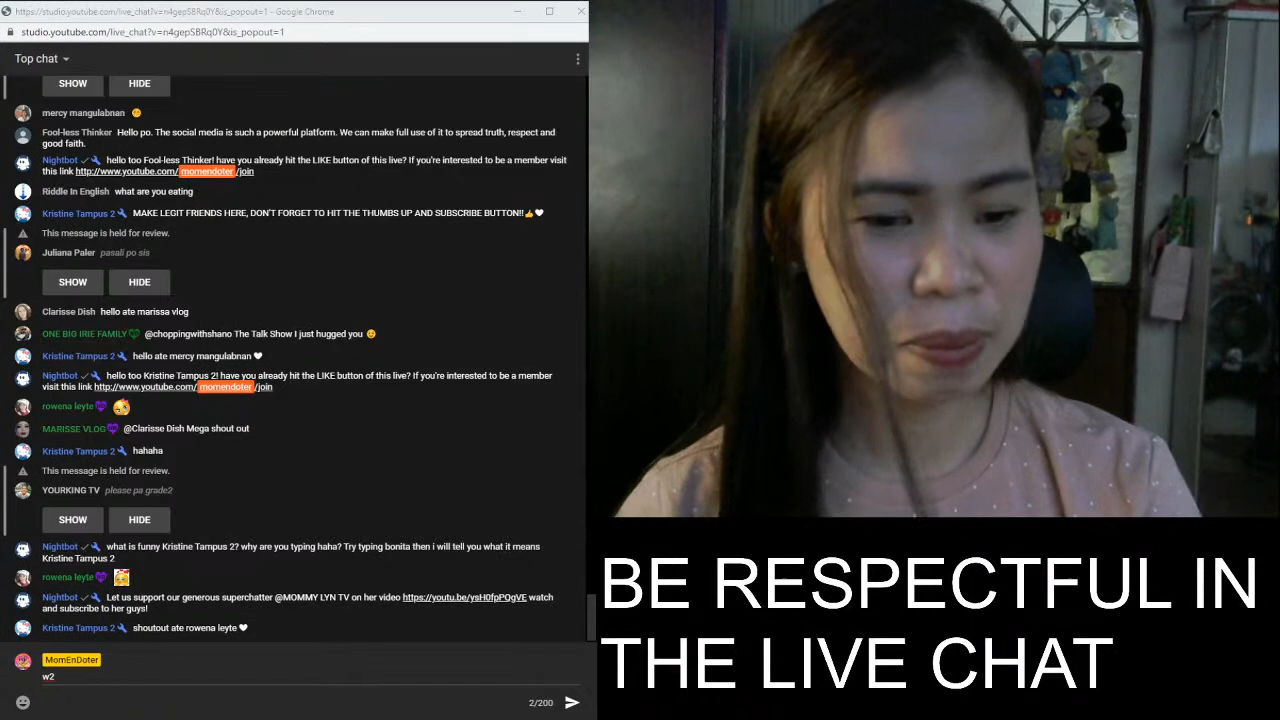 https://studio.youtube.com/live_chat?v=n4gepSBRq0Y&is_popout=1 - Google Chrome
studio.youtube.com/live_chat?v=n4gepSBRq0Y&is_popout=1
Top chat
SHOW HIDE
mercy mangulabnan
Fool-less Thinker Hello po. The social media is such a powerful platform. We can make full use of it to spread truth, respect and
good faith.
Nightbot hello too Fool-less Thinker! have you already hit the LIKE button of this live? If you're interested to be a member visit
this link http://www.youtube.com/momendoter/join
Riddle In English what are you eating
Kristine Tampus 2 MAKE LEGIT FRIENDS HERE, DON'T FORGET TO HIT THE THUMBS UP AND SUBSCRIBE BUTTON!!
This message is held for review.
Juliana Paler pasali po sis
SHOW HIDE
Clarisse Dish hello ate marissa vlog
ONE BIG IRIE FAMILY @choppingwithshano The Talk Show I just hugged you
Kristine Tampus 2 hello ate mercy mangulabnan
Nightbot hello too Kristine Tampus 2! have you already hit the LIKE button of this live? If you're interested to be a member
visit this link http://www.youtube.com/momendoter/join
rowena leyte
MARISSE VLOG @Clarisse Dish Mega shout out
Kristine Tampus 2 hahaha
This message is held for review.
YOURKING TV please pa grade2
SHOW HIDE
Nightbot what is funny Kristine Tampus 2? why are you typing haha? Try typing bonita then i will tell you what it means
Kristine Tampus 2
rowena leyte
Nightbot Let us support our generous superchatter @MOMMY LYN TV on her video https://youtu.be/ysH0fpPOgVE watch
and subscribe to her guys!
Kristine Tampus 2 shoutout ate rowena leyte
MomEnDoter
w2
2/200
BE RESPECTFUL IN
THE LIVE CHAT